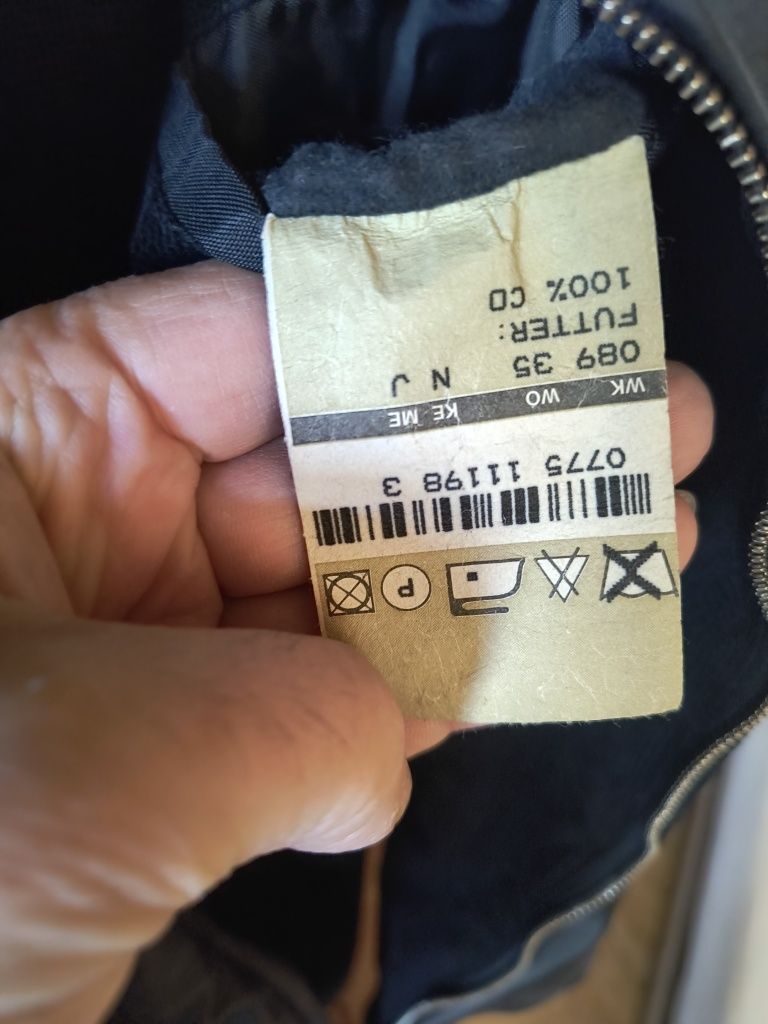 P
0775 11198 3
WK WO KE ME
089 35 N J
FUTTER:
100% CO